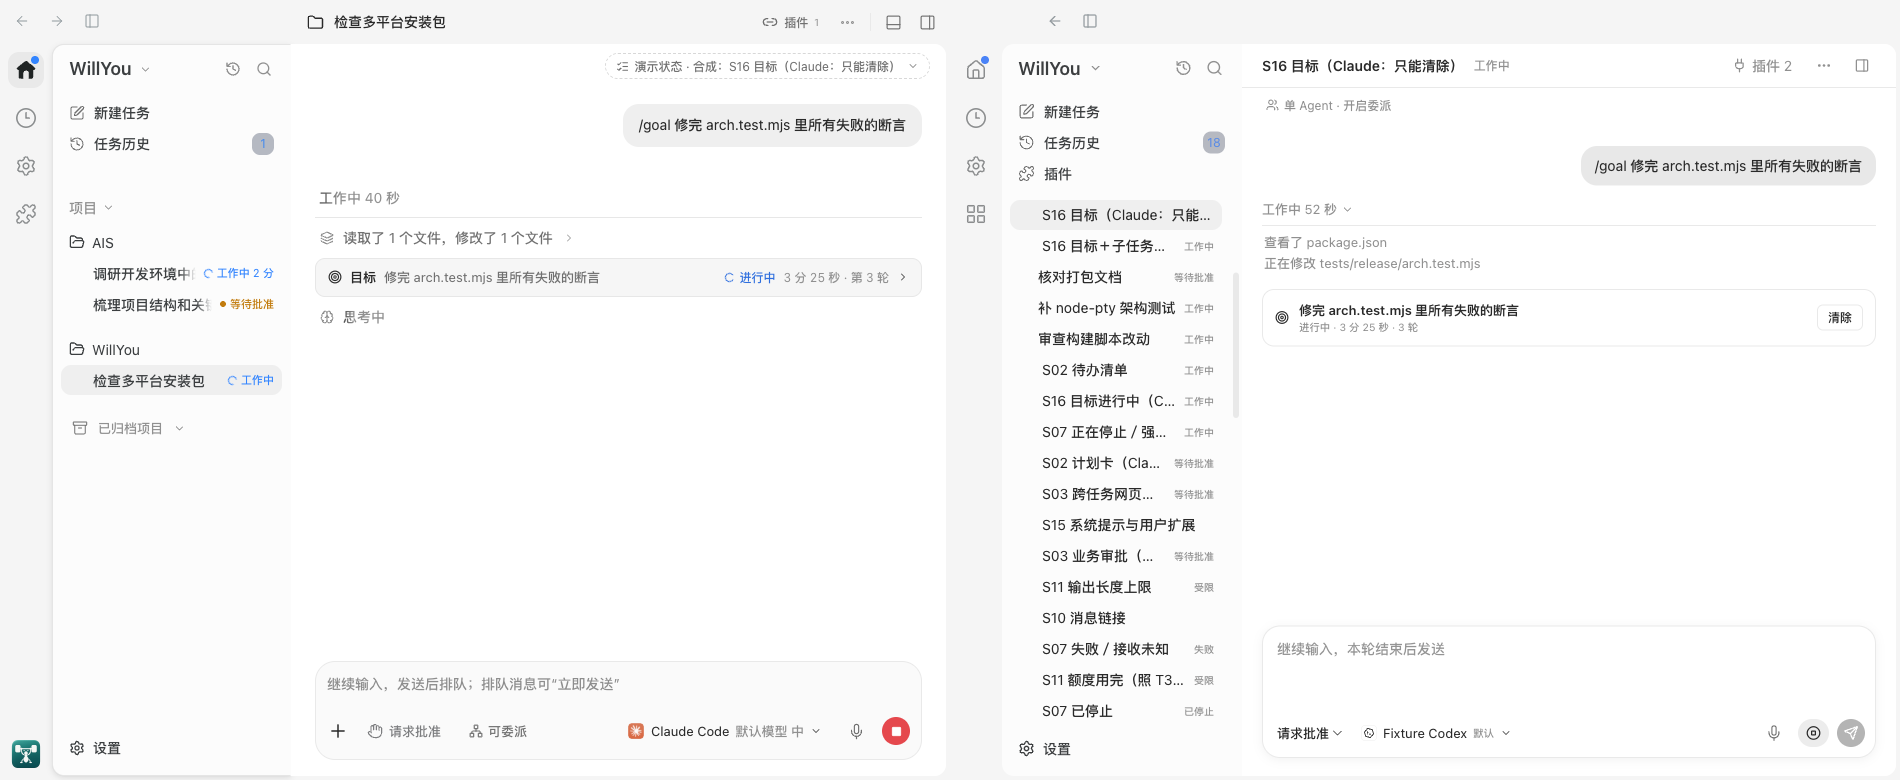 检查多平台安装包
插件 1
WillYou
新建任务
任务历史
1
项目
AIS
调研开发环境中
工作中 2 分
梳理项目结构和关
等待批准
WillYou
检查多平台安装包
工作中
已归档项目
设置
演示状态 · 合成：S16 目标（Claude：只能清除）
/goal 修完 arch.test.mjs 里所有失败的断言
工作中 40 秒
读取了 1 个文件，修改了 1 个文件
目标 修完 arch.test.mjs 里所有失败的断言
进行中 3 分 25 秒 · 第 3 轮
思考中
继续输入，发送后排队；排队消息可“立即发送”
请求批准
可委派
Claude Code 默认模型 中
WillYou
新建任务
任务历史
18
插件
S16 目标（Claude：只能...
S16 目标＋子任务... 工作中
核对打包文档 等待批准
补 node-pty 架构测试 工作中
审查构建脚本改动 工作中
S02 待办清单 工作中
S16 目标进行中（C... 工作中
S07 正在停止 / 强... 工作中
S02 计划卡（Cla... 等待批准
S03 跨任务网页... 等待批准
S15 系统提示与用户扩展
S03 业务审批（... 等待批准
S11 输出长度上限 受限
S10 消息链接
S07 失败 / 接收未知 失败
S11 额度用完（照 T3... 受限
S07 已停止 已停止
设置
S16 目标（Claude：只能清除） 工作中
插件 2
单 Agent · 开启委派
/goal 修完 arch.test.mjs 里所有失败的断言
工作中 52 秒
查看了 package.json
正在修改 tests/release/arch.test.mjs
修完 arch.test.mjs 里所有失败的断言
进行中 · 3 分 25 秒 · 3 轮
清除
继续输入，本轮结束后发送
请求批准
Fixture Codex 默认